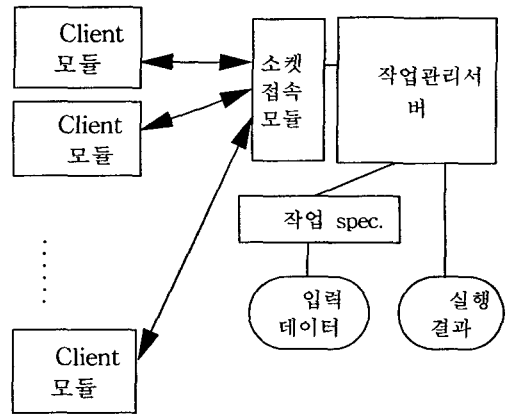 Client
모듈
Client
모듈
Client
모듈
소켓
접속
모듈
작업관리서
버
작업 spec.
입력
데이터
실행
결과